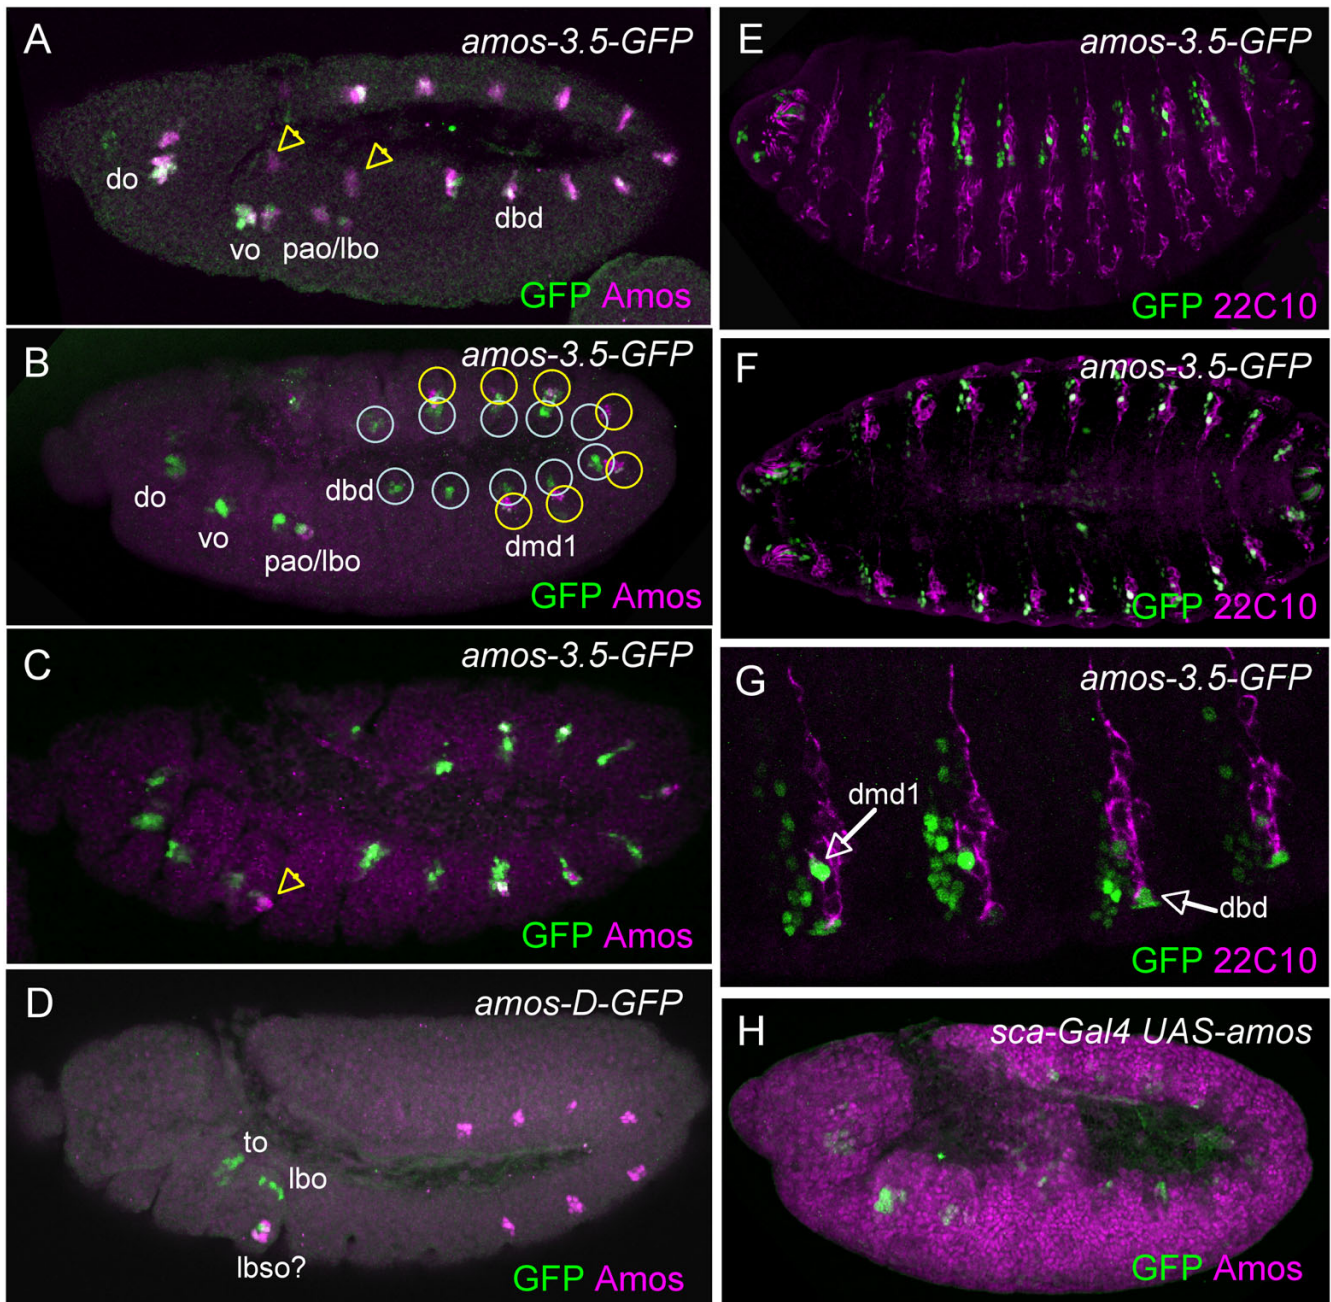 A
amos-3.5-GFP
do
vo
pao/lbo
dbd
GFP Amos
B
amos-3.5-GFP
do
vo
pao/lbo
dbd
dmd1
GFP Amos
C
amos-3.5-GFP
GFP Amos
D
amos-D-GFP
to
lbo
lbso?
GFP Amos
E
amos-3.5-GFP
GFP 22C10
F
amos-3.5-GFP
GFP 22C10
G
amos-3.5-GFP
dmd1
dbd
GFP 22C10
H
sca-Gal4 UAS-amos
GFP Amos